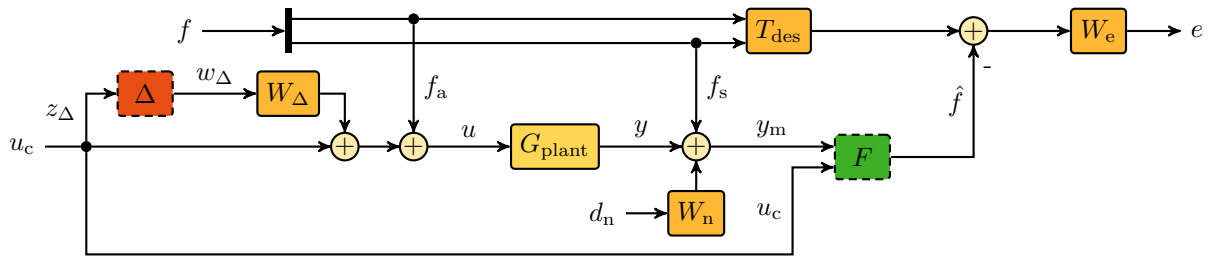 f
T_des
+
W_e
e
-
w_Δ
Δ
W_Δ
z_Δ
f_a
f_s
f̂
u_c
+
+
u
G_plant
y
+
y_m
F
d_n
W_n
u_c